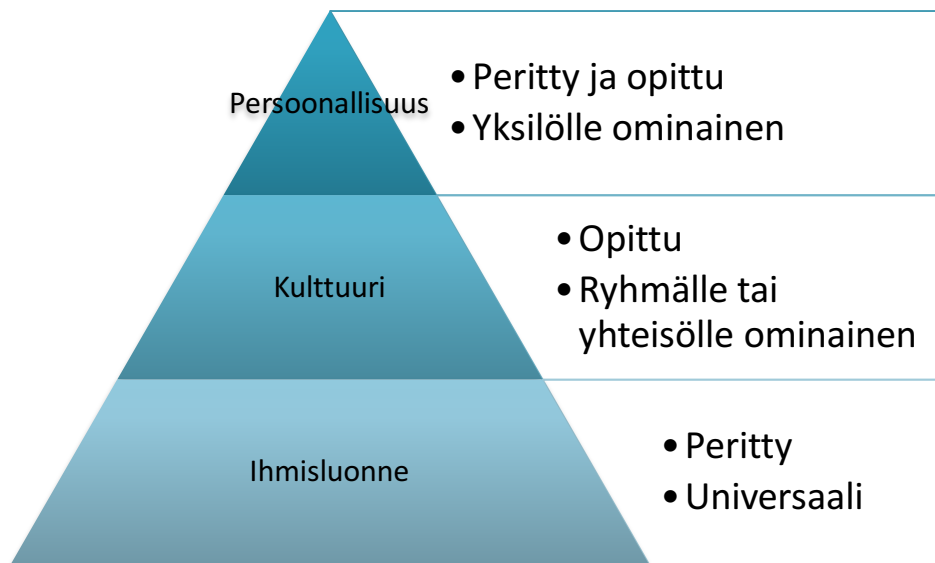 Persoonallisuus
• Peritty ja opittu
• Yksilölle ominainen
Kulttuuri
• Opittu
• Ryhmälle tai
yhteisölle ominainen
Ihmisluonne
• Peritty
• Universaali